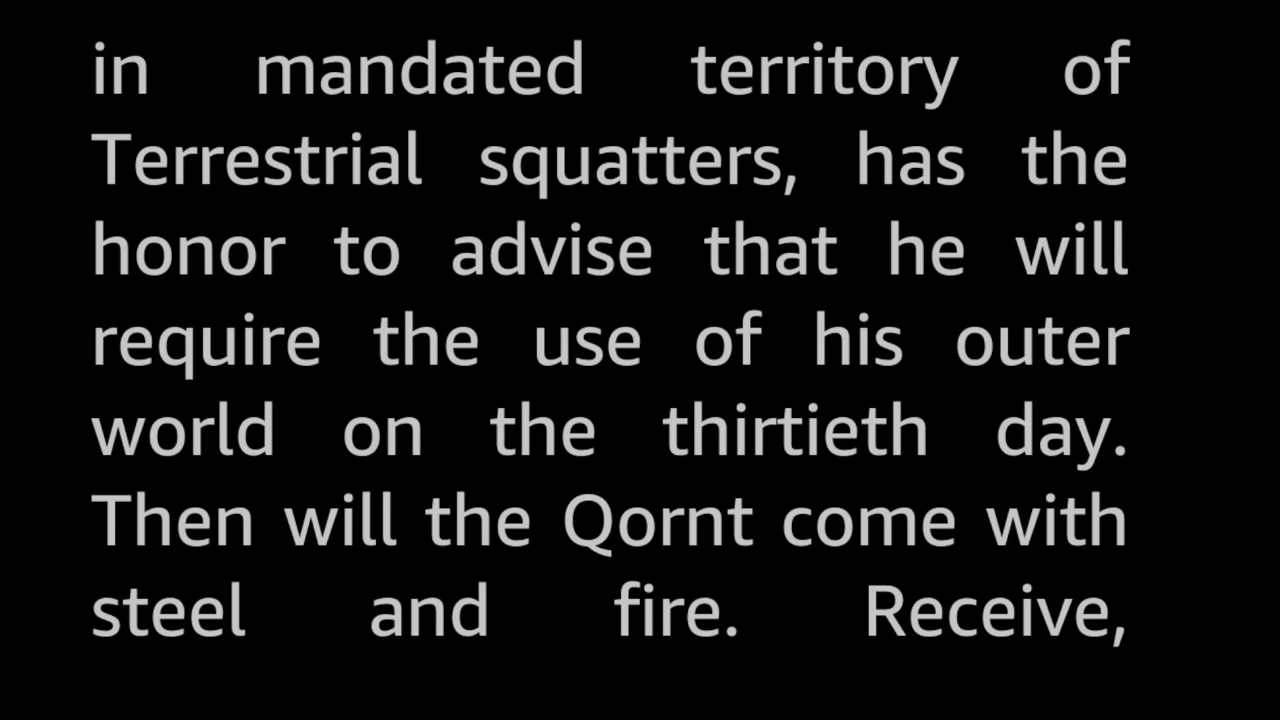 in mandated territory of
Terrestrial squatters, has the
honor to advise that he will
require the use of his outer
world on the thirtieth day.
Then will the Qornt come with
steel and fire. Receive,